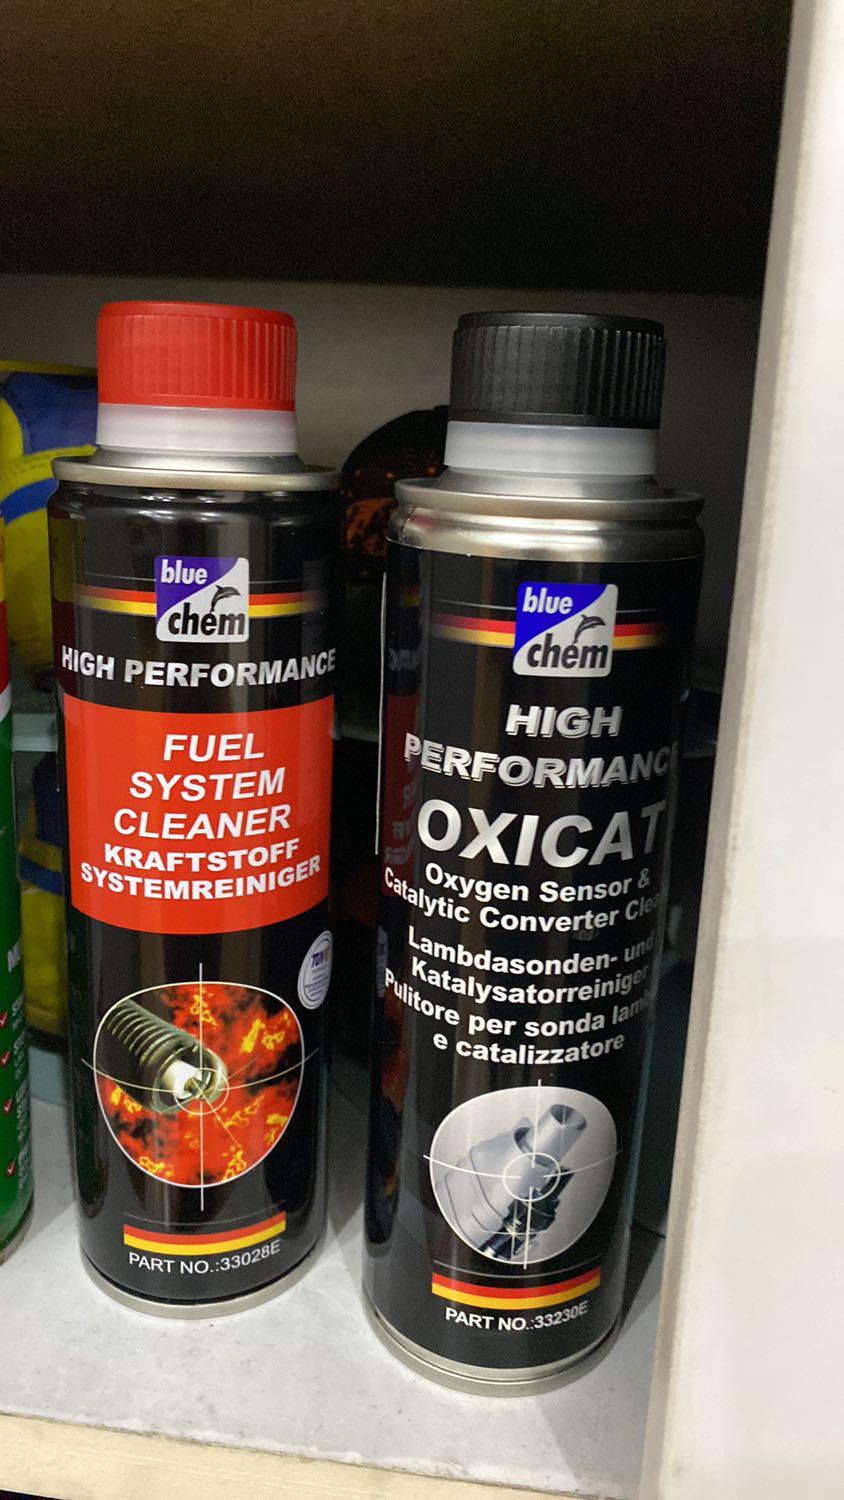 blue
chem
HIGH PERFORMANCE
FUEL
SYSTEM
CLEANER
KRAFTSTOFF
SYSTEMREINIGER
PART NO.:33028E
blue
chem
HIGH
PERFORMANCE
OXICAT
Oxygen Sensor &
Catalytic Converter
Lambdasonden- und
Katalysatorreiniger
Pulitore per sonda
e catalizzatore
PART NO.:33230E